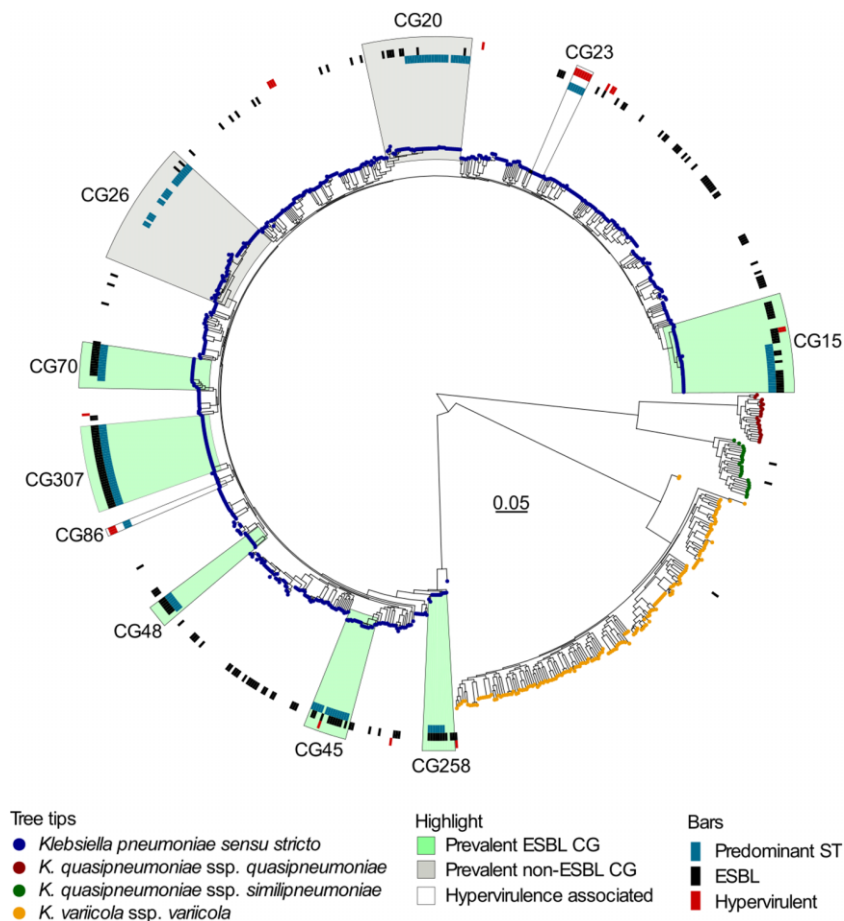 CG20
CG23
CG26
CG15
CG70
CG307
0.05
CG86
CG48
CG45
CG258
Tree tips
Klebsiella pneumoniae sensu stricto
K. quasipneumoniae ssp. quasipneumoniae
K. quasipneumoniae ssp. similipneumoniae
K. variicola ssp. variicola
Highlight
Prevalent ESBL CG
Prevalent non-ESBL CG
Hypervirulence associated
Bars
Predominant ST
ESBL
Hypervirulent